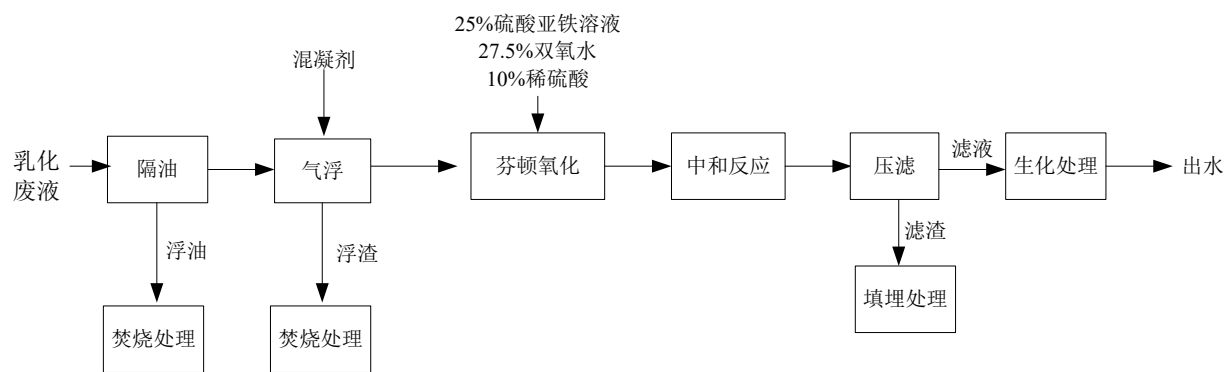 25%硫酸亚铁溶液
27.5%双氧水
10%稀硫酸
混凝剂
乳化
废液
隔油
气浮
芬顿氧化
中和反应
压滤
滤液
生化处理
出水
浮油
浮渣
滤渣
焚烧处理
焚烧处理
填埋处理